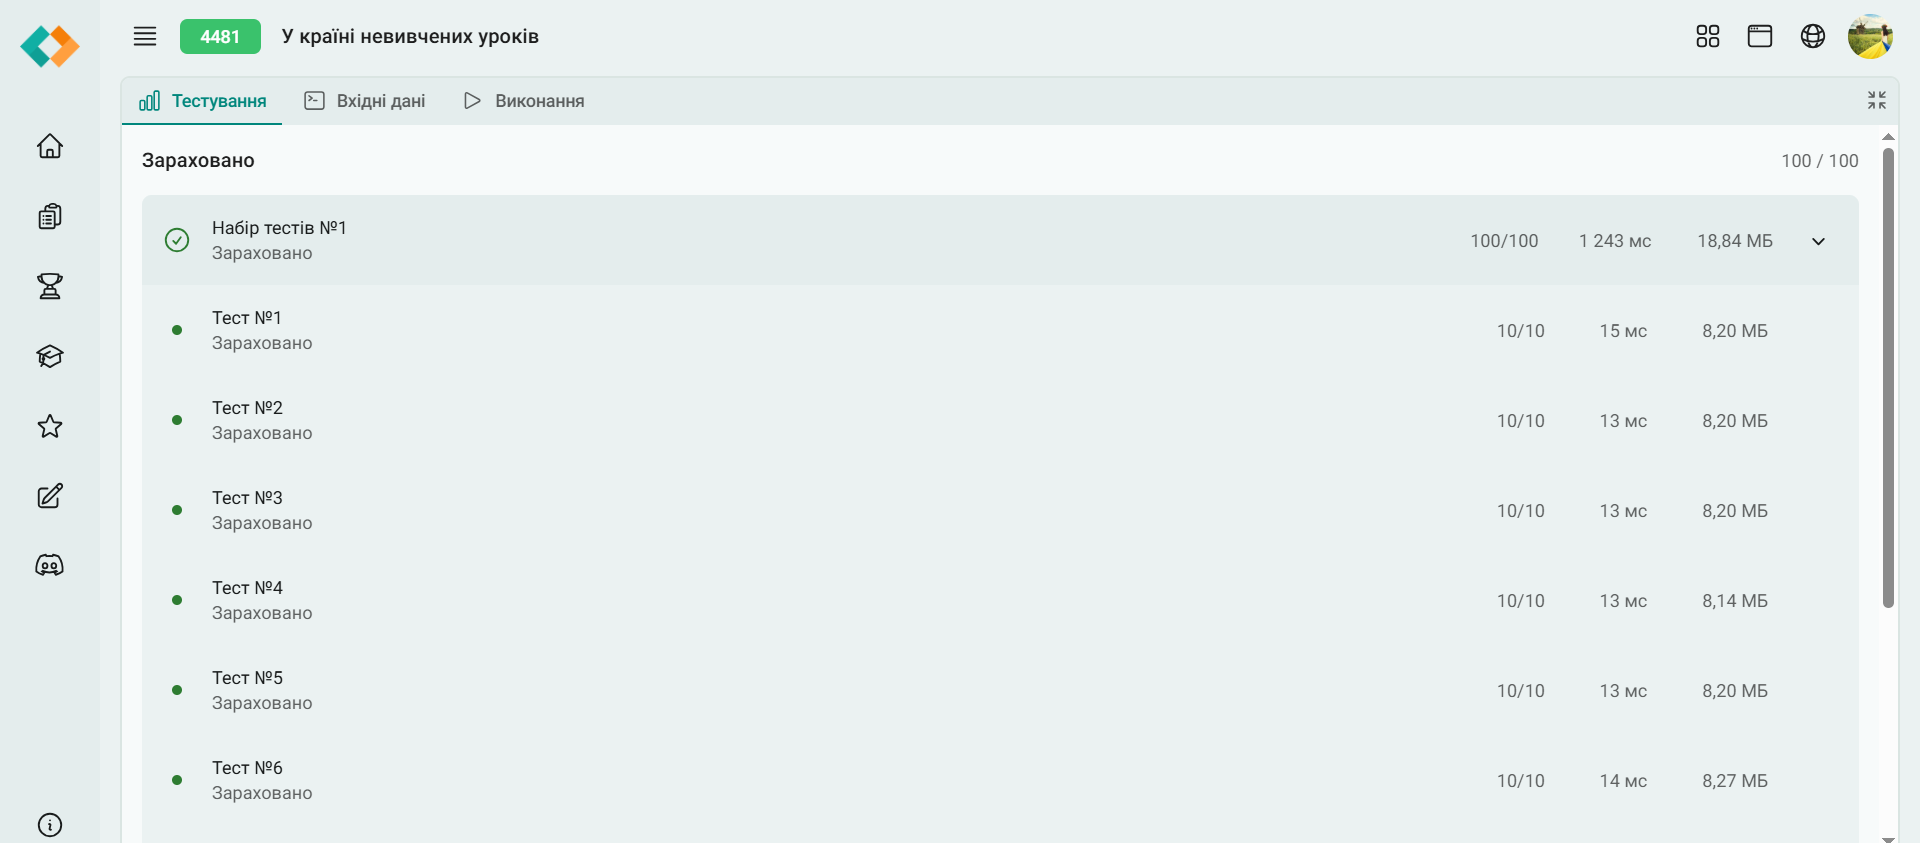 4481 У країні невивчених уроків
Тестування Вхідні дані Виконання
Зараховано 100 / 100
Набір тестів №1
Зараховано
100/100 1 243 мс 18,84 МБ
Тест №1
Зараховано
10/10 15 мс 8,20 МБ
Тест №2
Зараховано
10/10 13 мс 8,20 МБ
Тест №3
Зараховано
10/10 13 мс 8,20 МБ
Тест №4
Зараховано
10/10 13 мс 8,14 МБ
Тест №5
Зараховано
10/10 13 мс 8,20 МБ
Тест №6
Зараховано
10/10 14 мс 8,27 МБ